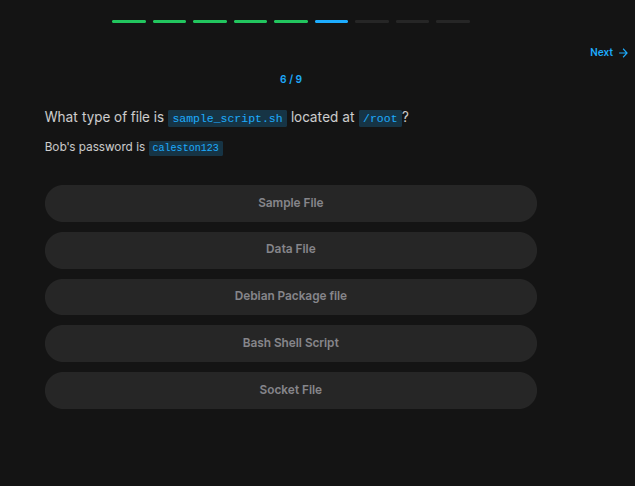 Next →
6 / 9
What type of file is sample_script.sh located at /root?
Bob's password is caleston123
Sample File
Data File
Debian Package file
Bash Shell Script
Socket File